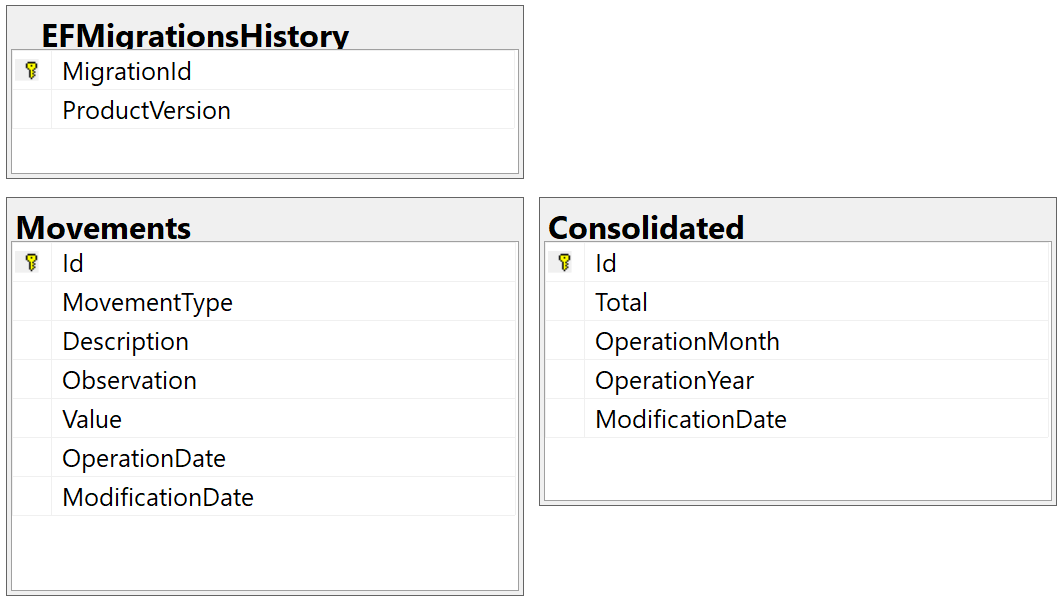 EFMigrationsHistory
MigrationId
ProductVersion
Movements
Id
MovementType
Description
Observation
Value
OperationDate
ModificationDate
Consolidated
Id
Total
OperationMonth
OperationYear
ModificationDate